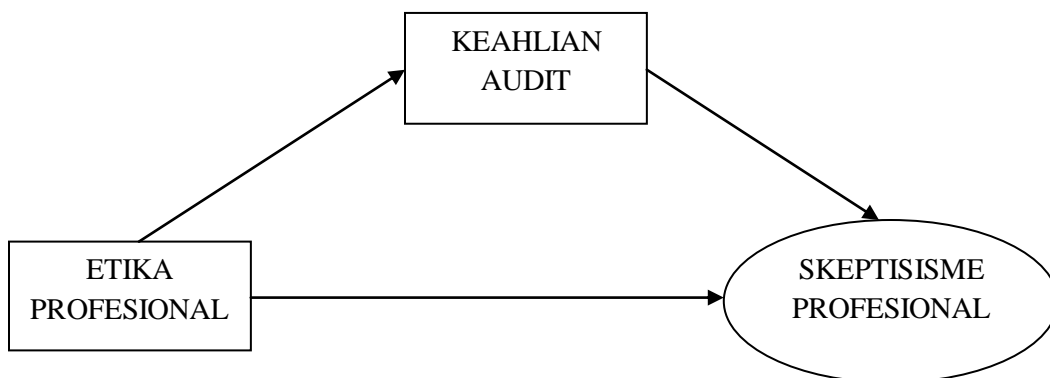 KEAHLIAN
AUDIT
ETIKA
PROFESIONAL
SKEPTISISME
PROFESIONAL